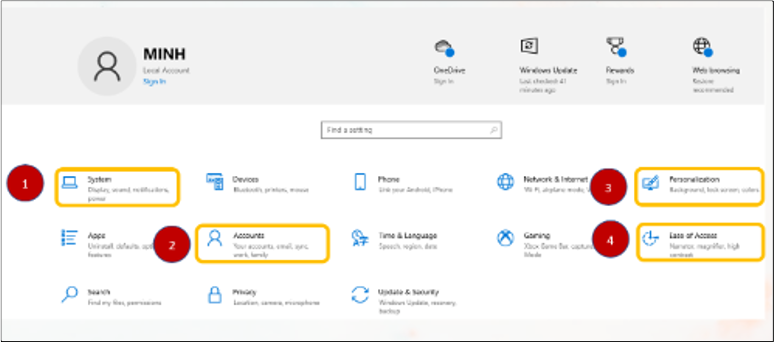 MINH
Local Account
Sign in
OneDrive
Sign in
Windows Update
Last checked: 41
minutes ago
Rewards
Sign in
Web browsing
Restore
recommended
Find a setting
1
System
Display, sound, notifications,
power
Devices
Bluetooth, printers, mouse
Phone
Link your Android, iPhone
Network & Internet
Wi-Fi, airplane mode,
3
Personalization
Background, lock screen, colors
Apps
Uninstall, defaults,
features
2
Accounts
Your accounts, email, sync,
work, family
Time & Language
Speech, region, date
Gaming
Xbox Game Bar,
Mode
4
Ease of Access
Narrator, magnifier, high
contrast
Search
Find my files, permissions
Privacy
Location, camera, microphone
Update & Security
Windows Update, recovery,
backup